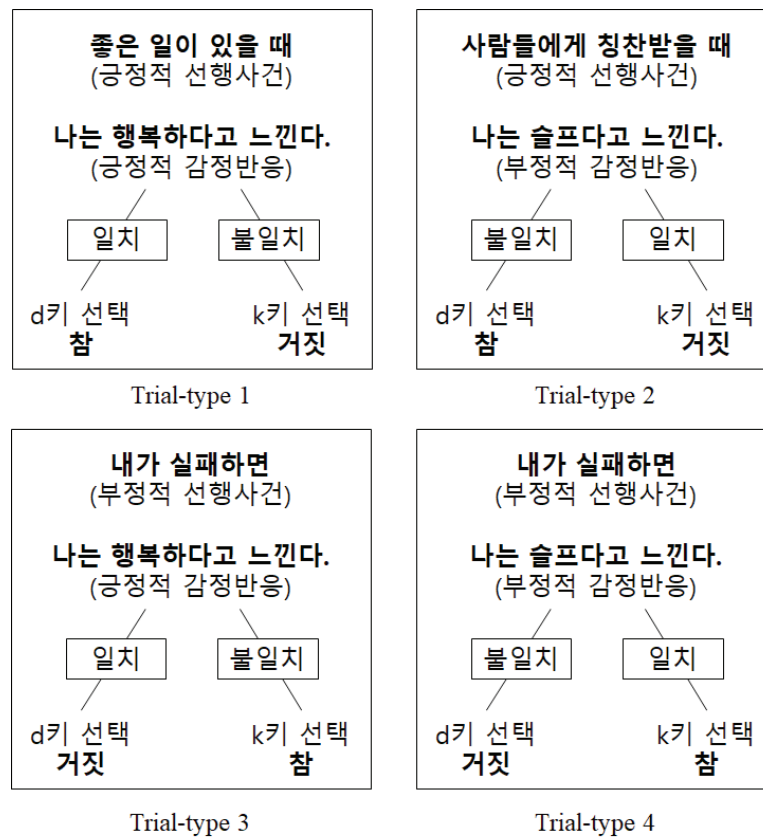 좋은 일이 있을 때
(긍정적 선행사건)
나는 행복하다고 느낀다.
(긍정적 감정반응)
일치 불일치
d키 선택 k키 선택
참 거짓
Trial-type 1
사람들에게 칭찬받을 때
(긍정적 선행사건)
나는 슬프다고 느낀다.
(부정적 감정반응)
불일치 일치
d키 선택 k키 선택
참 거짓
Trial-type 2
내가 실패하면
(부정적 선행사건)
나는 행복하다고 느낀다.
(긍정적 감정반응)
일치 불일치
d키 선택 k키 선택
거짓 참
Trial-type 3
내가 실패하면
(부정적 선행사건)
나는 슬프다고 느낀다.
(부정적 감정반응)
불일치 일치
d키 선택 k키 선택
거짓 참
Trial-type 4